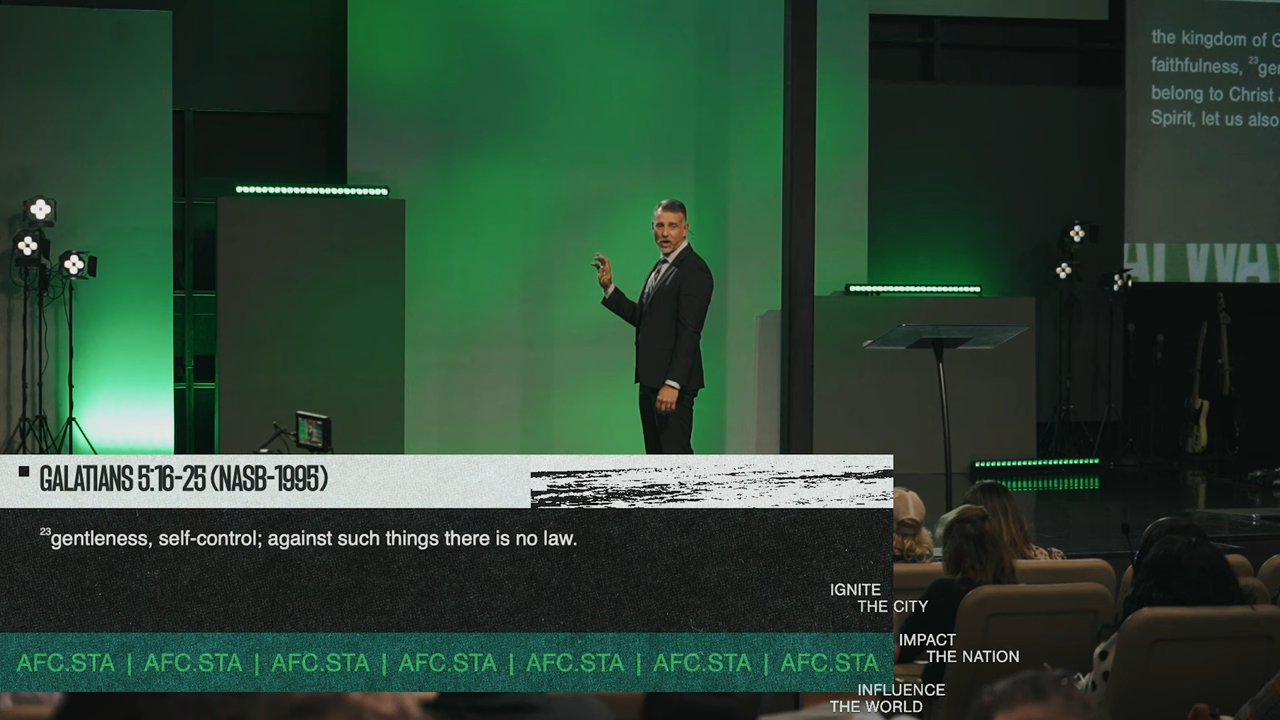 the kingdom of
faithfulness, 23
belong to Christ
Spirit, let us also
GALATIANS 5:16-25 (NASB-1995)
23gentleness, self-control; against such things there is no law.
IGNITE
THE CITY
IMPACT
THE NATION
INFLUENCE
THE WORLD
AFC.STA | AFC.STA | AFC.STA | AFC.STA | AFC.STA | AFC.STA | AFC.STA